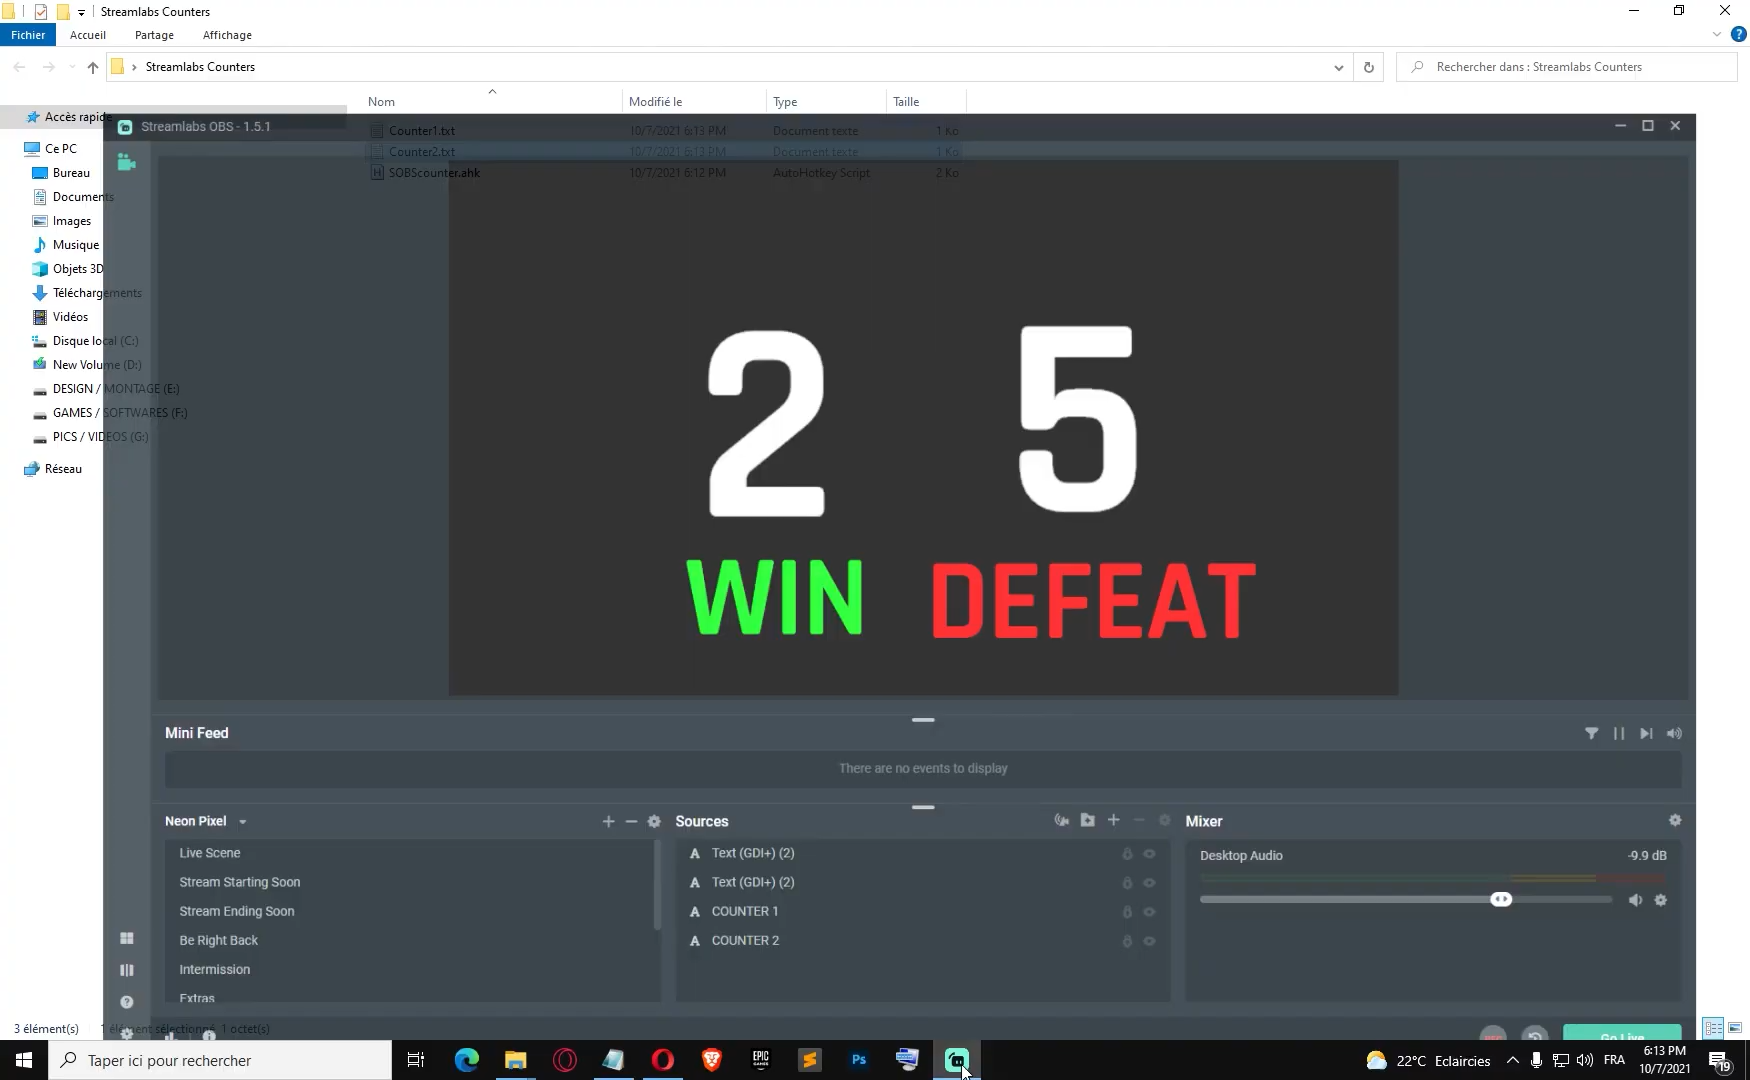 Streamlabs Counters
Fichier
Accueil
Partage
Affichage
Streamlabs Counters
Rechercher dans : Streamlabs Counters
Nom
Modifié le
Type
Taille
Accès rapide
Ce PC
Bureau
Documents
Images
Musique
Objets 3D
Téléchargements
Vidéos
Disque local (C:)
New Volume (D:)
DESIGN / MONTAGE (E:)
GAMES / SOFTWARES (F:)
PICS / VIDEOS (G:)
Réseau
Streamlabs OBS - 1.5.1
Counter1.txt 10/7/2021 6:13 PM Document texte 1 Ko
Counter2.txt 10/7/2021 6:13 PM Document texte 1 Ko
SOBScounter.ahk 10/7/2021 6:12 PM AutoHotkey Script 2 Ko
2 5
WIN DEFEAT
Mini Feed
There are no events to display
Neon Pixel
Live Scene
Stream Starting Soon
Stream Ending Soon
Be Right Back
Intermission
Extras
Sources
Text (GDI+) (2)
Text (GDI+) (2)
COUNTER 1
COUNTER 2
Mixer
Desktop Audio
-9.9 dB
REC
Go Live
3 élément(s)
1 élément sélectionné 1 octet(s)
Taper ici pour rechercher
EPIC
GAMES
Ps
22°C Eclaircies
FRA
6:13 PM
10/7/2021
19